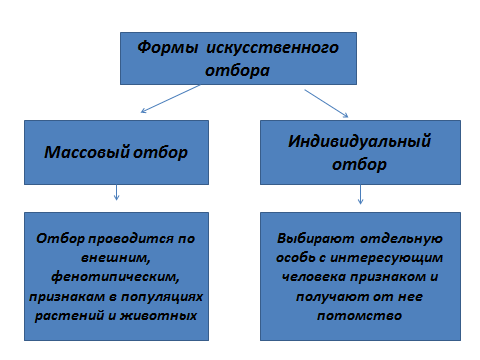 Формы искусственного
отбора
Массовый отбор
Индивидуальный
отбор
Отбор проводится по
внешним,
фенотипическим,
признакам в популяциях
растений и животных
Выбирают отдельную
особь с интересующим
человека признаком и
получают от нее
потомство